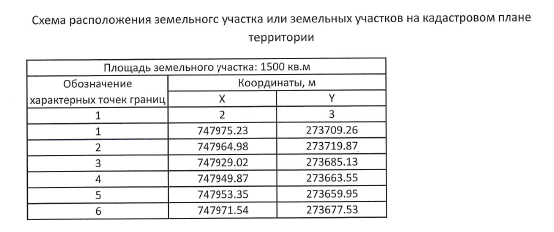 Схема расположения земельного участка или земельных участков на кадастровом плане
территории
Площадь земельного участка: 1500 кв.м
Обозначение характерных точек границ Координаты, м
X Y
1 2 3
1 747975.23 273709.26
2 747964.98 273719.87
3 747929.02 273685.13
4 747949.87 273663.55
5 747953.35 273659.95
6 747971.54 273677.53